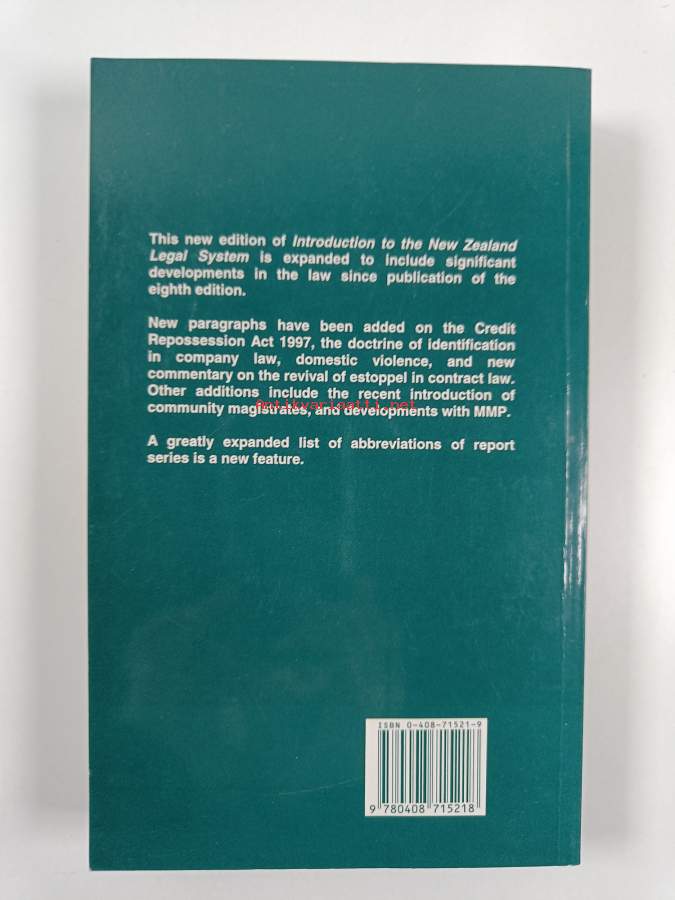 This new edition of Introduction to the New Zealand
Legal System is expanded to include significant
developments in the law since publication of the
eighth edition.
New paragraphs have been added on the Credit
Repossession Act 1997, the doctrine of identification
in company law, domestic violence, and new
commentary on the revival of estoppel in contract law.
Other additions include the recent introduction of
community magistrates, and developments with MMP.
Antikvariaatti.net
A greatly expanded list of abbreviations of report
series is a new feature.
ISBN 0-408-71521-9
9 780408 715218